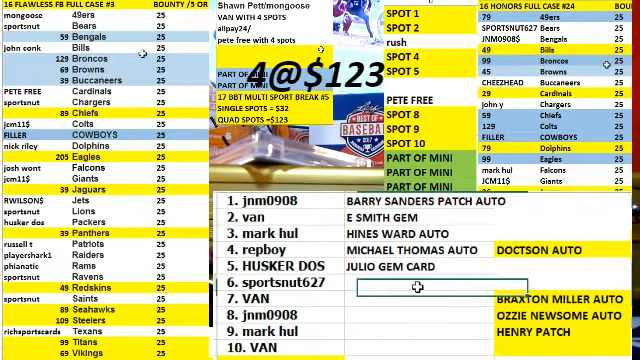 16 FLAWLESS FB FULL CASE #3 BOUNTY /5 OR
mongoose 49ers 25
sportsnut Bears 25
59 Bengals 25
john conk Bills 25
129 Broncos 25
69 Browns 25
39 Buccaneers 25
PETE FREE Cardinals 25
sportsnut Chargers 25
89 Chiefs 25
jcm11$ Colts 25
FILLER COWBOYS 25
nick riley Dolphins 25
205 Eagles 25
josh wont Falcons 25
jcm11$ Giants 25
39 Jaguars 25
RWILSON$ Jets 25
sportsnut Lions 25
husker dos Packers 25
39 Panthers 25
russell t Patriots 25
playershark1 Raiders 25
phianatic Rams 25
sportsnut Ravens 25
49 Redskins 25
sportsnut Saints 25
89 Seahawks 25
109 Steelers 25
richsportscards Texans 25
99 Titans 25
69 Vikings 25
Shawn Pett/mongoose
VAN WITH 4 SPOTS
alipay24/
pete free with 4 spots
PART OF MINI
PART OF MINI
4@$123
17 BBT MULTI SPORT BREAK #5
SINGLE SPOTS = $32
QUAD SPOTS =$123
BEST OF
BASEBALL
2017
SPOT 1
SPOT 2
rush
SPOT 4
SPOT 5
PETE FREE
SPOT 8
SPOT 9
SPOT 10
PART OF MINI
PART OF MINI
PART OF MINI
16 HONORS FULL CASE #24 BOU
79 49ers 25
SPORTSNUT627 Bears 25
JNM0908$ Bengals 25
49 Bills 25
99 Broncos 25
45 Browns 25
CHEEZHEAD Buccaneers 25
29 Cardinals 25
john y Chargers 25
59 Chiefs 25
129 Colts 25
FILLER COWBOYS 25
79 Dolphins 25
99 Eagles 25
mark hul Falcons 25
JCM11$ Giants 25
1. jnm0908 BARRY SANDERS PATCH AUTO
2. van E SMITH GEM
3. mark hul HINES WARD AUTO
4. repboy MICHAEL THOMAS AUTO DOCTSON AUTO
5. HUSKER DOS JULIO GEM CARD
6. sportsnut627
7. VAN BRAXTON MILLER AUTO
8. jnm0908 OZZIE NEWSOME AUTO
9. mark hul HENRY PATCH
10. VAN